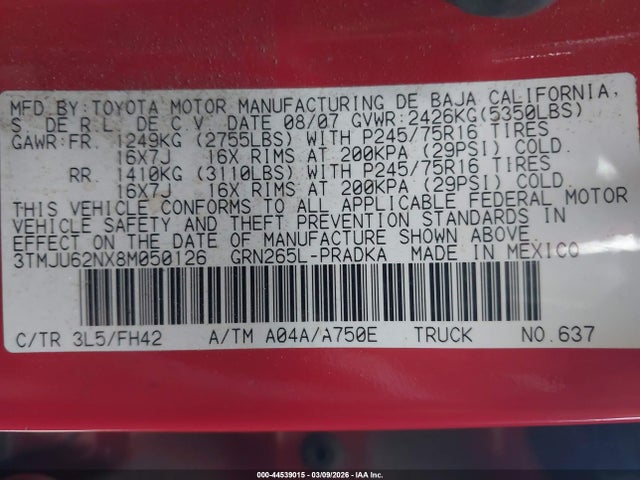 MFD BY: TOYOTA MOTOR MANUFACTURING DE BAJA CALIFORNIA,
S. DE R.L. DE C.V. DATE 08/07 GVWR:2426KG(5350LBS)
GAWR:FR. 1249KG (2755LBS) WITH P245/75R16 TIRES
16X7J 16X RIMS AT 200KPA (29PSI) COLD.
RR. 1410KG (3110LBS) WITH P245/75R16 TIRES
16X7J 16X RIMS AT 200KPA (29PSI) COLD.
THIS VEHICLE CONFORMS TO ALL APPLICABLE FEDERAL MOTOR
VEHICLE SAFETY AND THEFT PREVENTION STANDARDS IN
EFFECT ON THE DATE OF MANUFACTURE SHOWN ABOVE.
3TMJU62NX8M050126 GRN265L-PRADKA MADE IN MEXICO
C/TR 3L5/FH42 A/TM A04A/A750E TRUCK NO.637
000-44539015 | 03/09/2026 | IAA Inc.